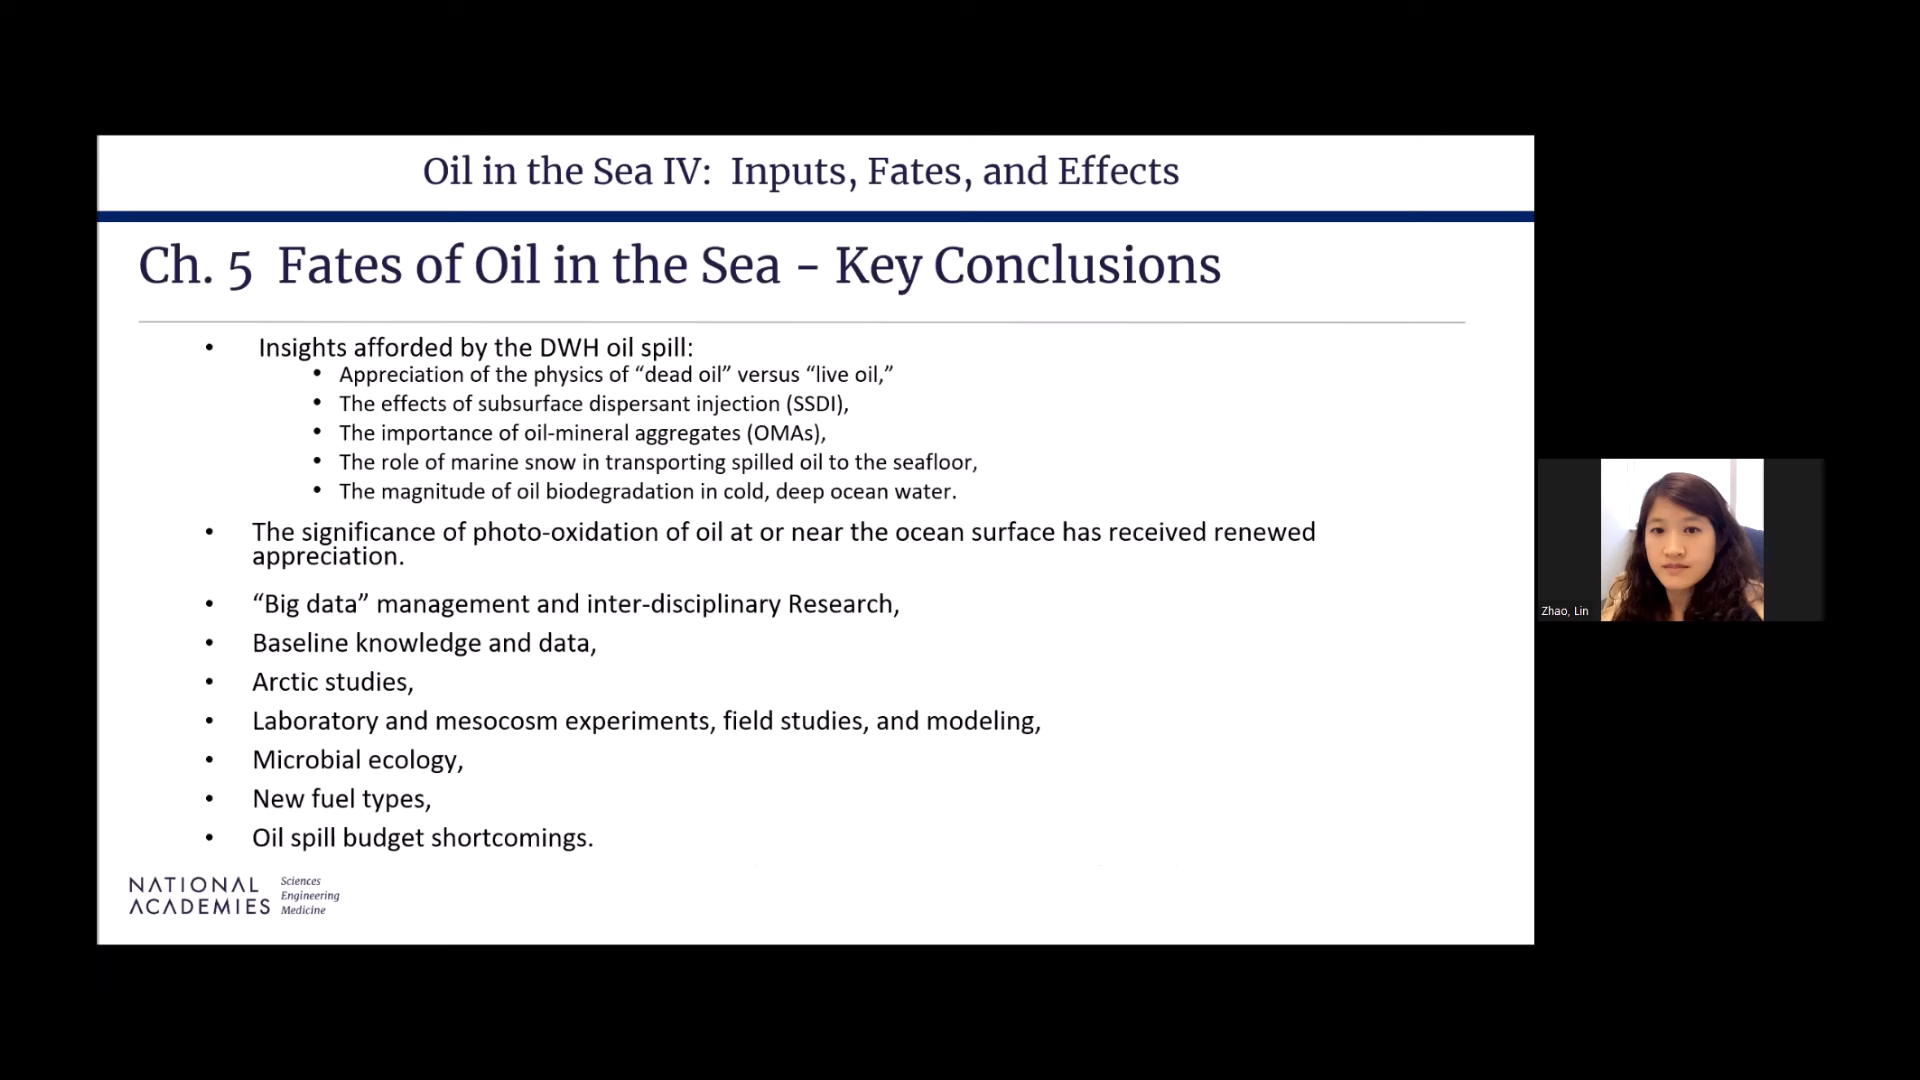 Oil in the Sea IV: Inputs, Fates, and Effects
Ch. 5 Fates of Oil in the Sea - Key Conclusions
• Insights afforded by the DWH oil spill:
• Appreciation of the physics of “dead oil” versus “live oil,”
• The effects of subsurface dispersant injection (SSDI),
• The importance of oil-mineral aggregates (OMAs),
• The role of marine snow in transporting spilled oil to the seafloor,
• The magnitude of oil biodegradation in cold, deep ocean water.
• The significance of photo-oxidation of oil at or near the ocean surface has received renewed
appreciation.
• “Big data” management and inter-disciplinary Research,
• Baseline knowledge and data,
• Arctic studies,
• Laboratory and mesocosm experiments, field studies, and modeling,
• Microbial ecology,
• New fuel types,
• Oil spill budget shortcomings.
NATIONAL
ACADEMIES
Sciences
Engineering
Medicine
Zhao, Lin